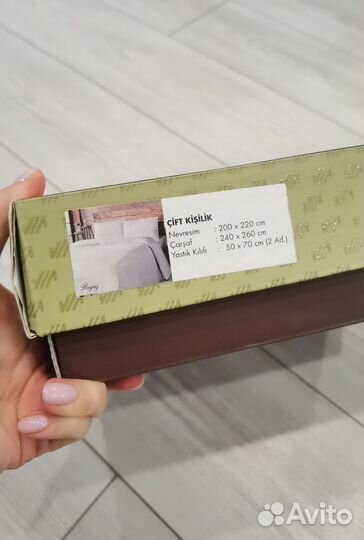 ÇİFT KİŞİLİK
Nevresim : 200 x 220 cm
Çarşaf : 240 x 260 cm
Yastık Kılıfı : 50 x 70 cm (2 Ad.)
Beyaz
Avito